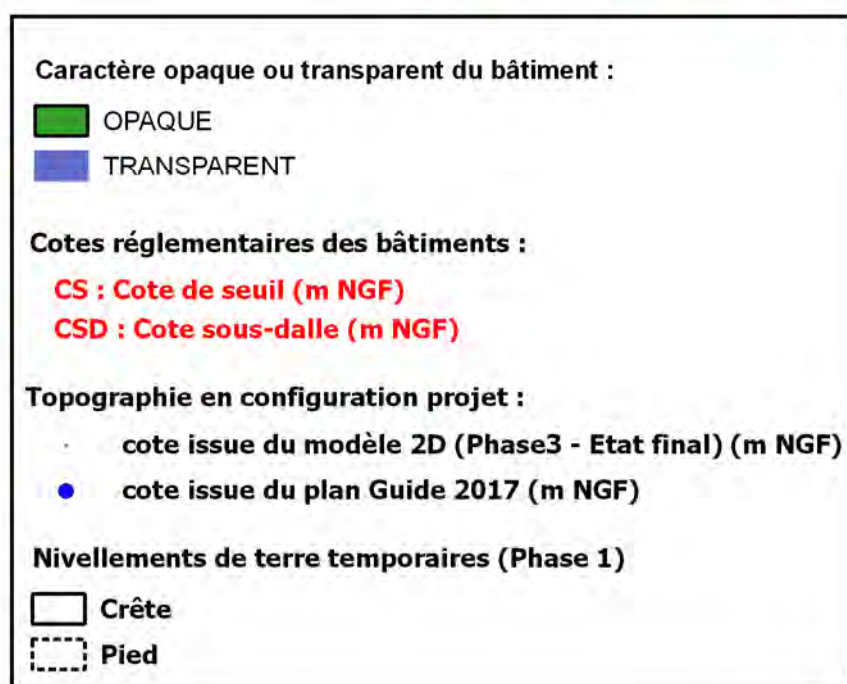 Caractère opaque ou transparent du bâtiment :
OPAQUE
TRANSPARENT
Cotes réglementaires des bâtiments :
CS : Cote de seuil (m NGF)
CSD : Cote sous-dalle (m NGF)
Topographie en configuration projet :
cote issue du modèle 2D (Phase3 - Etat final) (m NGF)
cote issue du plan Guide 2017 (m NGF)
Nivellements de terre temporaires (Phase 1)
Crête
Pied